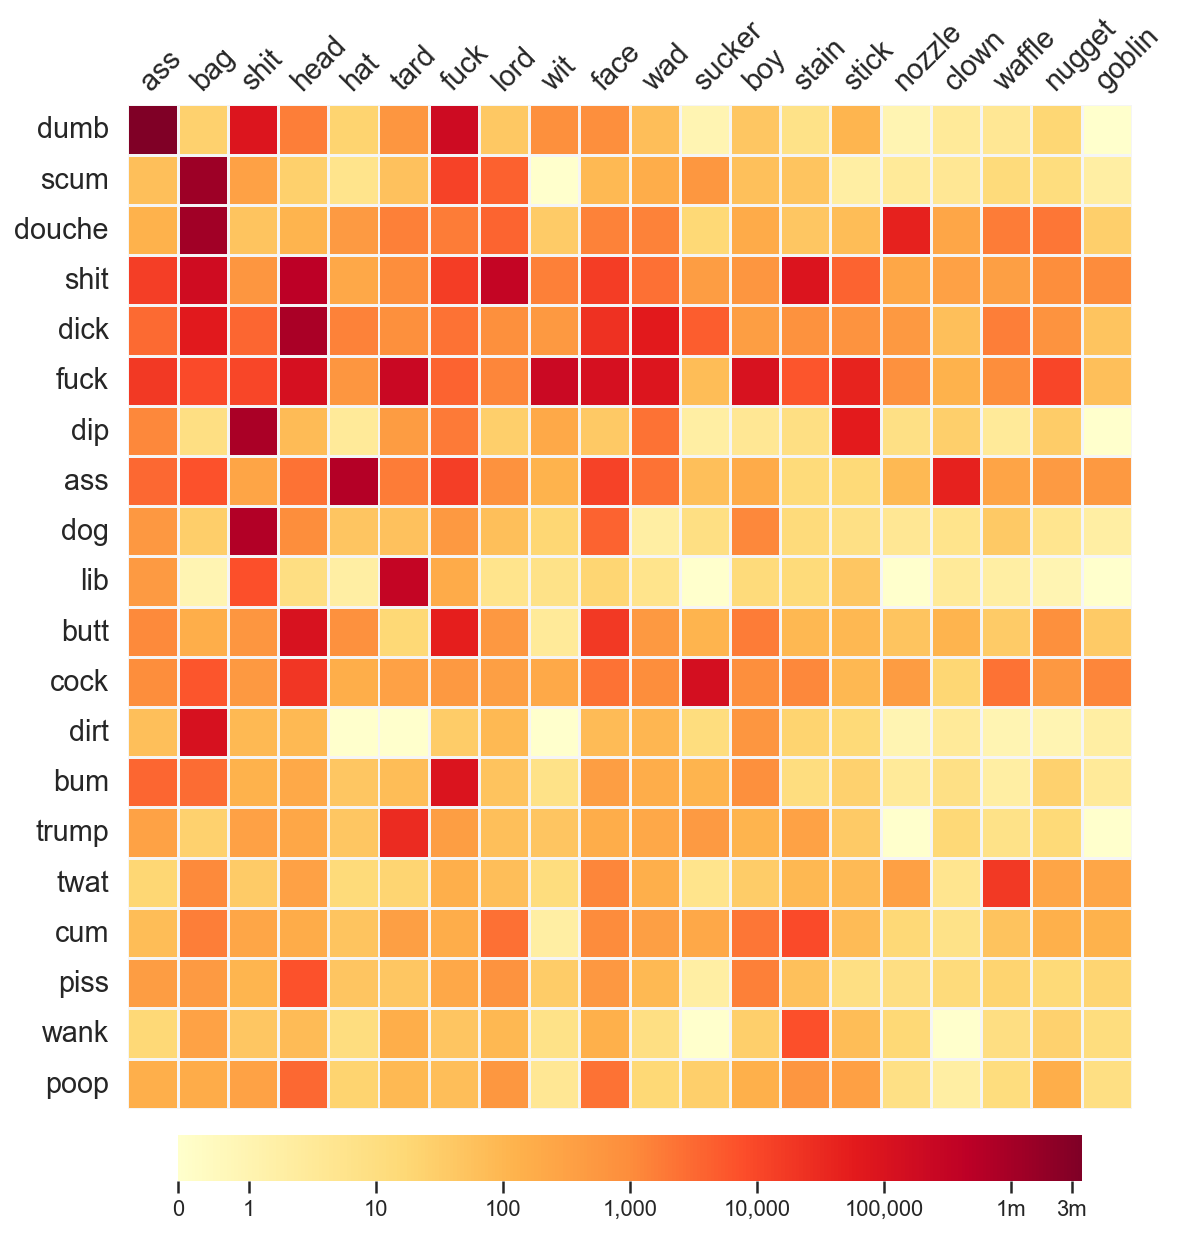 ass bag shit head hat tard fuck lord wit face wad sucker boy stain stick nozzle clown waffle nugget goblin
dumb
scum
douche
shit
dick
fuck
dip
ass
dog
lib
butt
cock
dirt
bum
trump
twat
cum
piss
wank
poop
0 1 10 100 1,000 10,000 100,000 1m 3m